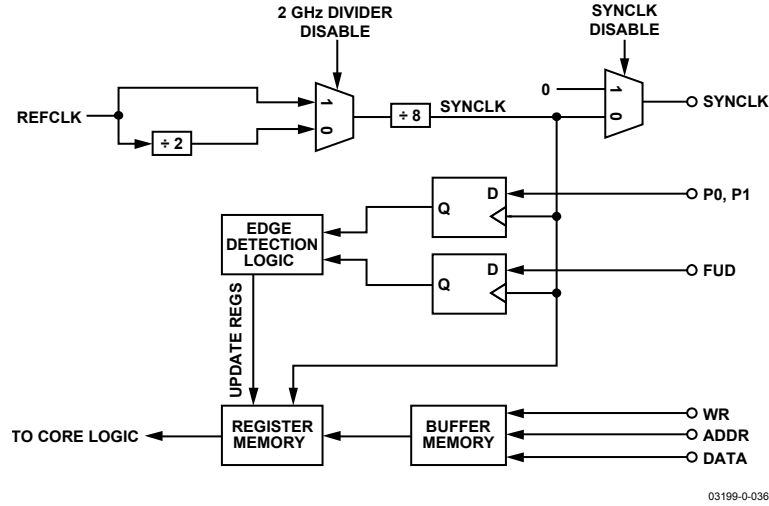 2 GHz DIVIDER
DISABLE
SYNCLK
DISABLE
REFCLK
÷ 2
1
0
÷ 8
SYNCLK
0
1
0
SYNCLK
EDGE
DETECTION
LOGIC
Q
D
P0, P1
Q
D
FUD
UPDATE REGS
TO CORE LOGIC
REGISTER
MEMORY
BUFFER
MEMORY
WR
ADDR
DATA
03199-0-036